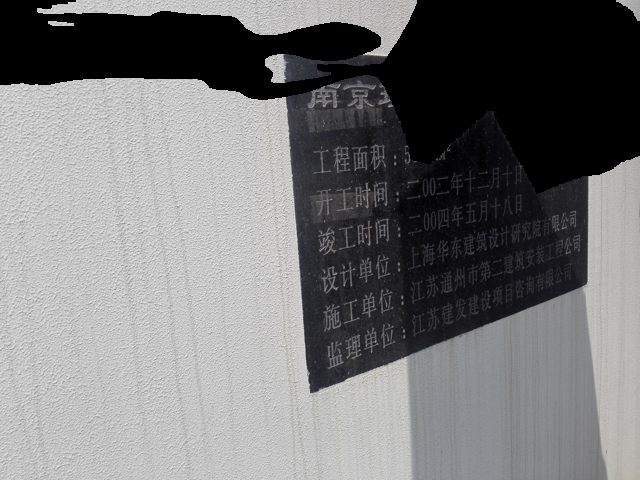 南京
工程面积：5
开工时间：二00二年十二月十日
竣工时间：二00四年五月十八日
设计单位：上海华东建筑设计研究院有限公司
施工单位：江苏通州市第二建筑安装工程公司
监理单位：江苏建发建设项目咨询有限公司